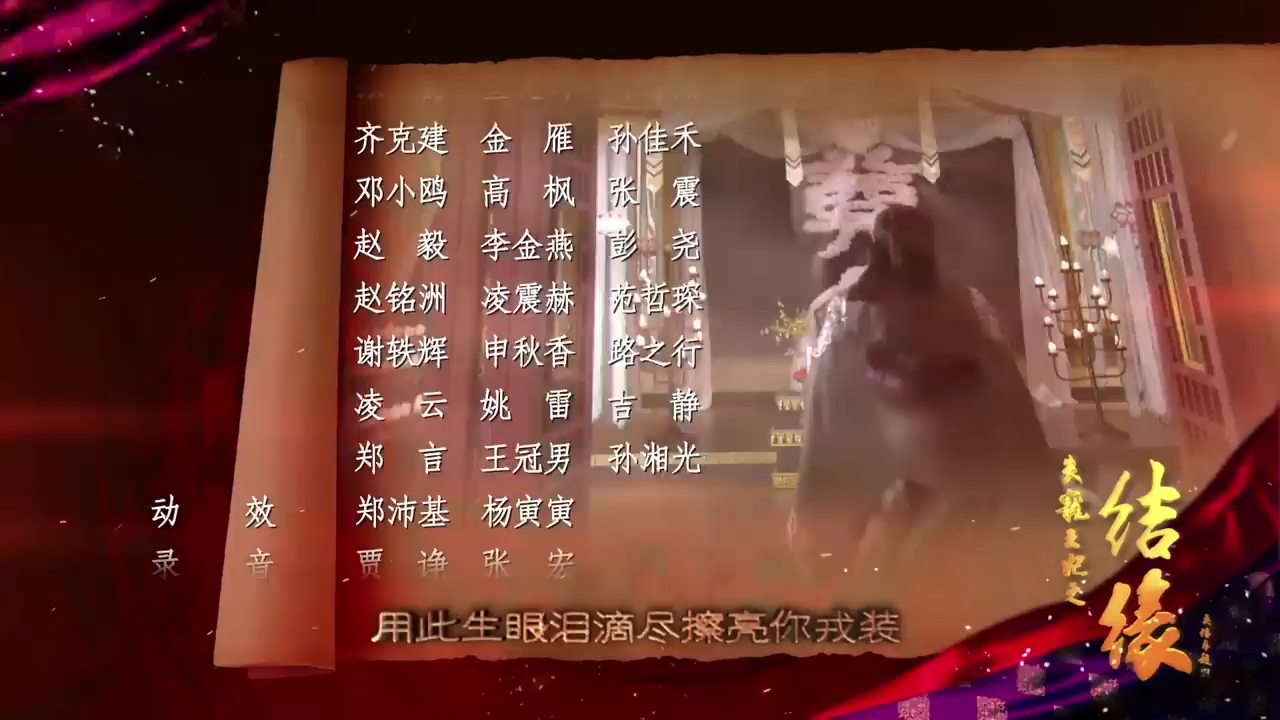 齐克建 金雁 孙佳禾
邓小鸥 高枫 张震
赵毅 李金燕 彭尧
赵铭洲 凌震赫 范哲琛
谢轶辉 申秋香 路之行
凌云 姚雷 吉静
郑言 王冠男 孙湘光
动效 郑沛基 杨寅寅
录音 贾诤 张宏
用此生眼泪滴尽擦亮你戎装
失宠王妃之
结缘